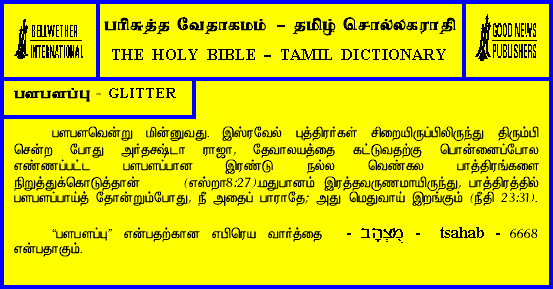 BELLWETHER
INTERNATIONAL
பரிசுத்த வேதாகமம் – தமிழ் சொல்லகராதி
THE HOLY BIBLE – TAMIL DICTIONARY
GOOD NEWS
PUBLISHERS
பளபளப்பு - GLITTER
பளபளவென்று மின்னுவது. இஸ்ரவேல் புத்திரர்கள் சிறையிருப்பிலிருந்து திரும்பி
சென்ற போது அர்தசஷ்டா ராஜா, தேவாலயத்தை கட்டுவதற்கு பொன்னைப்போல
எண்ணப்பட்ட பளபளப்பான இரண்டு நல்ல வெண்கல பாத்திரங்களை
நிறுத்துக்கொடுத்தான் (எஸ்றா8:27)மதுபானம் இரத்தவருணமாயிருந்து, பாத்திரத்தில்
பளபளப்பாய்த் தோன்றும்போது, நீ அதைப் பாராதே; அது மெதுவாய் இறங்கும் (நீதி 23:31).
“பளபளப்பு” என்பதற்கான எபிரெய வார்த்தை - מֻצְהָב - tsahab - 6668
என்பதாகும்.